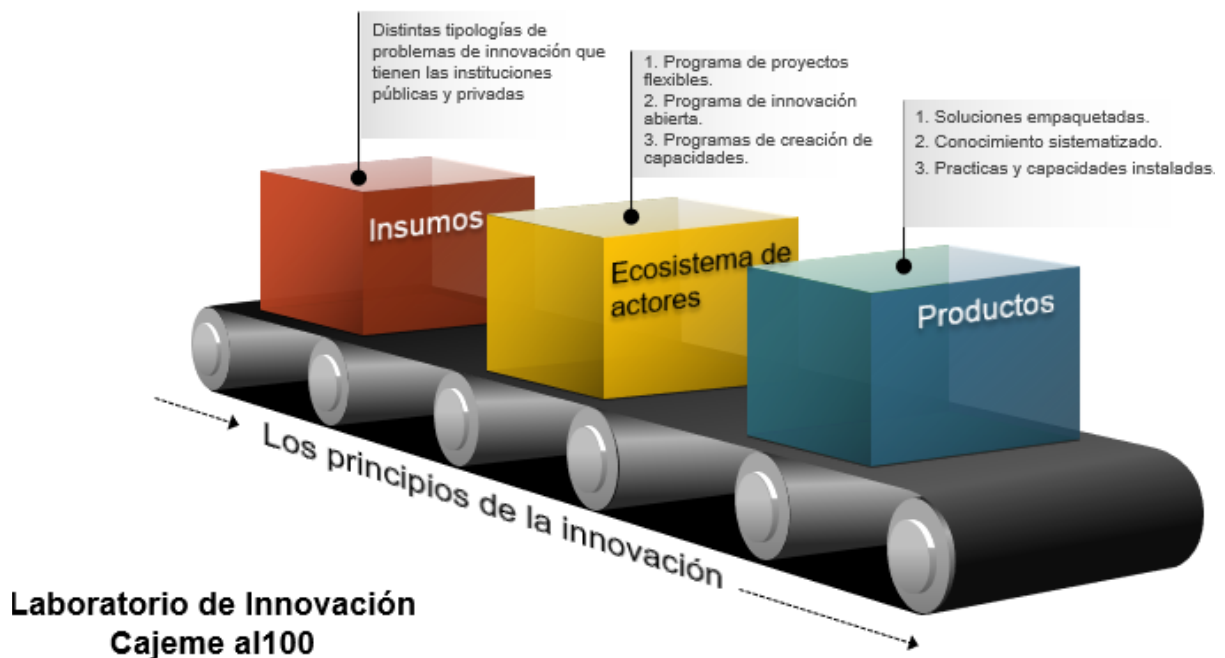 Distintas tipologías de
problemas de innovación que
tienen las instituciones
públicas y privadas
1. Programa de proyectos
flexibles.
2. Programa de innovación
abierta.
3. Programas de creación de
capacidades.
1. Soluciones empaquetadas.
2. Conocimiento sistematizado.
3. Practicas y capacidades instaladas.
Insumos
Ecosistema de
actores
Productos
Los principios de la innovación
Laboratorio de Innovación
Cajeme al100